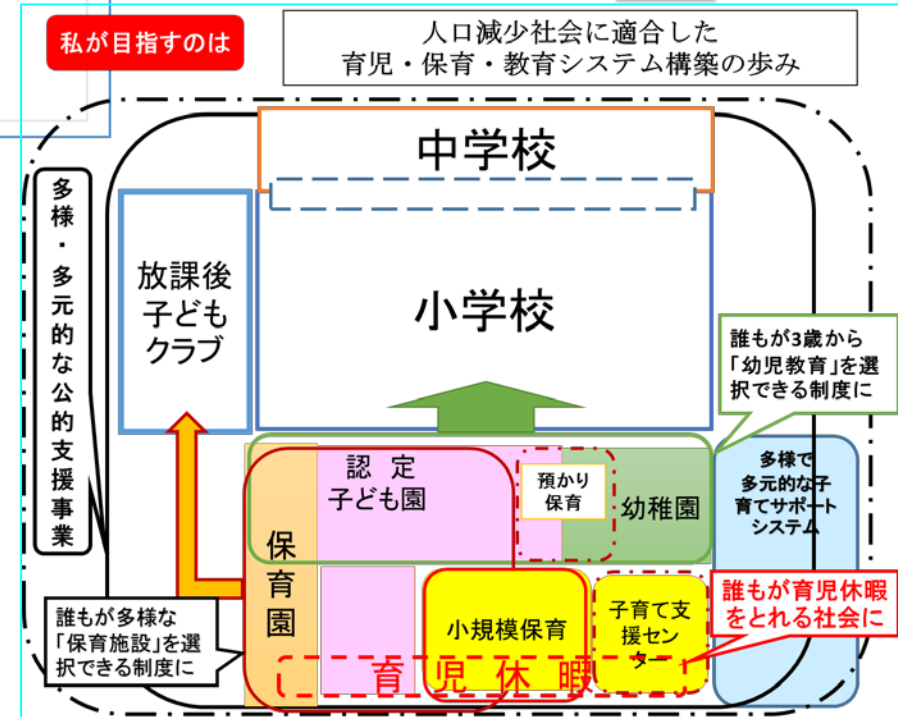 私が目指すのは
人口減少社会に適合した
育児・保育・教育システム構築の歩み
中学校
多様・多元的な公的支援事業
放課後
子ども
クラブ
小学校
誰もが3歳から
「幼児教育」を選
択できる制度に
認 定
子ども園
預かり
保育
幼稚園
多様で
多元的な子
育てサポート
システム
保育園
誰もが多様な
「保育施設」を選
択できる制度に
小規模保育
子育て支
援セン
ター
誰もが育児休暇
をとれる社会に
育 児 休 暇